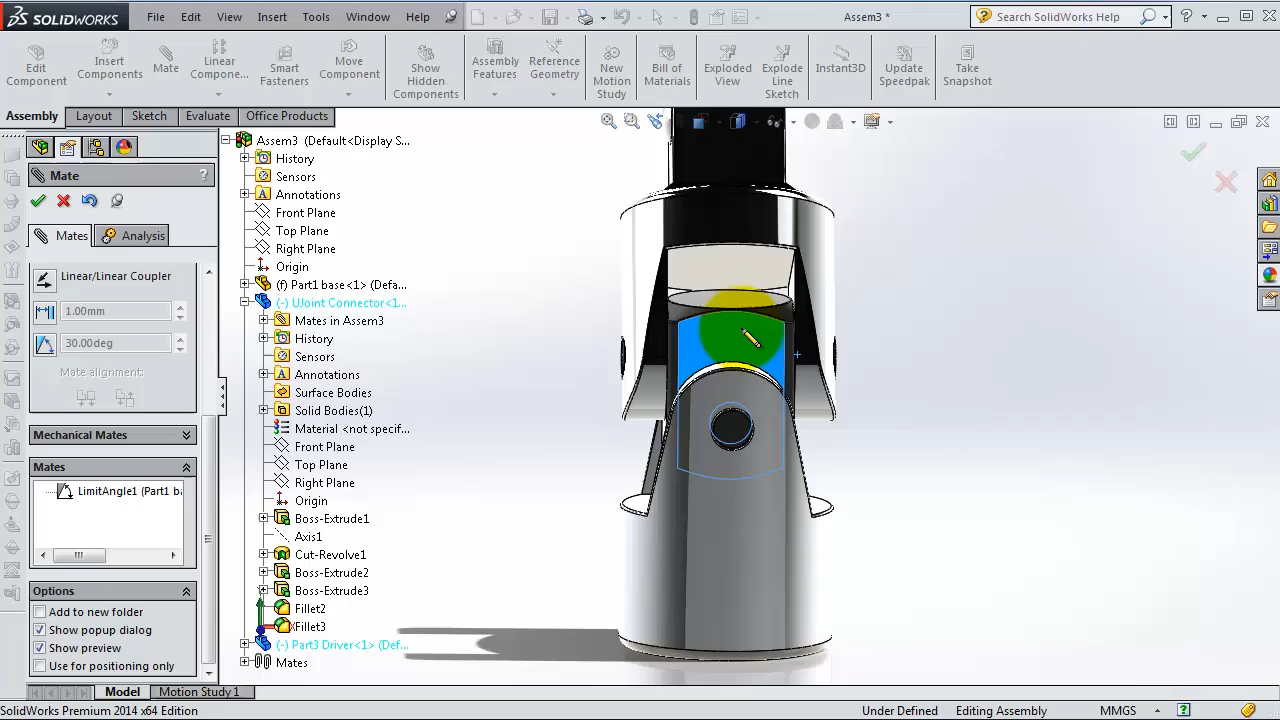 SOLIDWORKS
File Edit View Insert Tools Window Help
Assem3 *
Search SolidWorks Help
Edit Component
Insert Components
Mate
Linear Compone...
Smart Fasteners
Move Component
Show Hidden Components
Assembly Features
Reference Geometry
New Motion Study
Bill of Materials
Exploded View
Explode Line Sketch
Instant3D
Update Speedpak
Take Snapshot
Assembly Layout Sketch Evaluate Office Products
Mate ?
Mates Analysis
Linear/Linear Coupler
1.00mm
30.00deg
Mate alignment:
Mechanical Mates
Mates
LimitAngle1 (Part1 ba
Options
Add to new folder
Show popup dialog
Show preview
Use for positioning only
Assem3 (Default<Display S...
History
Sensors
Annotations
Front Plane
Top Plane
Right Plane
Origin
(f) Part1 base<1> (Defa...
(-) UJoint Connector<1...
Mates in Assem3
History
Sensors
Annotations
Surface Bodies
Solid Bodies(1)
Material <not specif...
Front Plane
Top Plane
Right Plane
Origin
Boss-Extrude1
Axis1
Cut-Revolve1
Boss-Extrude2
Boss-Extrude3
Fillet2
Fillet3
(-) Part3 Driver<1> (Def...
Mates
Model Motion Study 1
SolidWorks Premium 2014 x64 Edition
Under Defined Editing Assembly MMGS